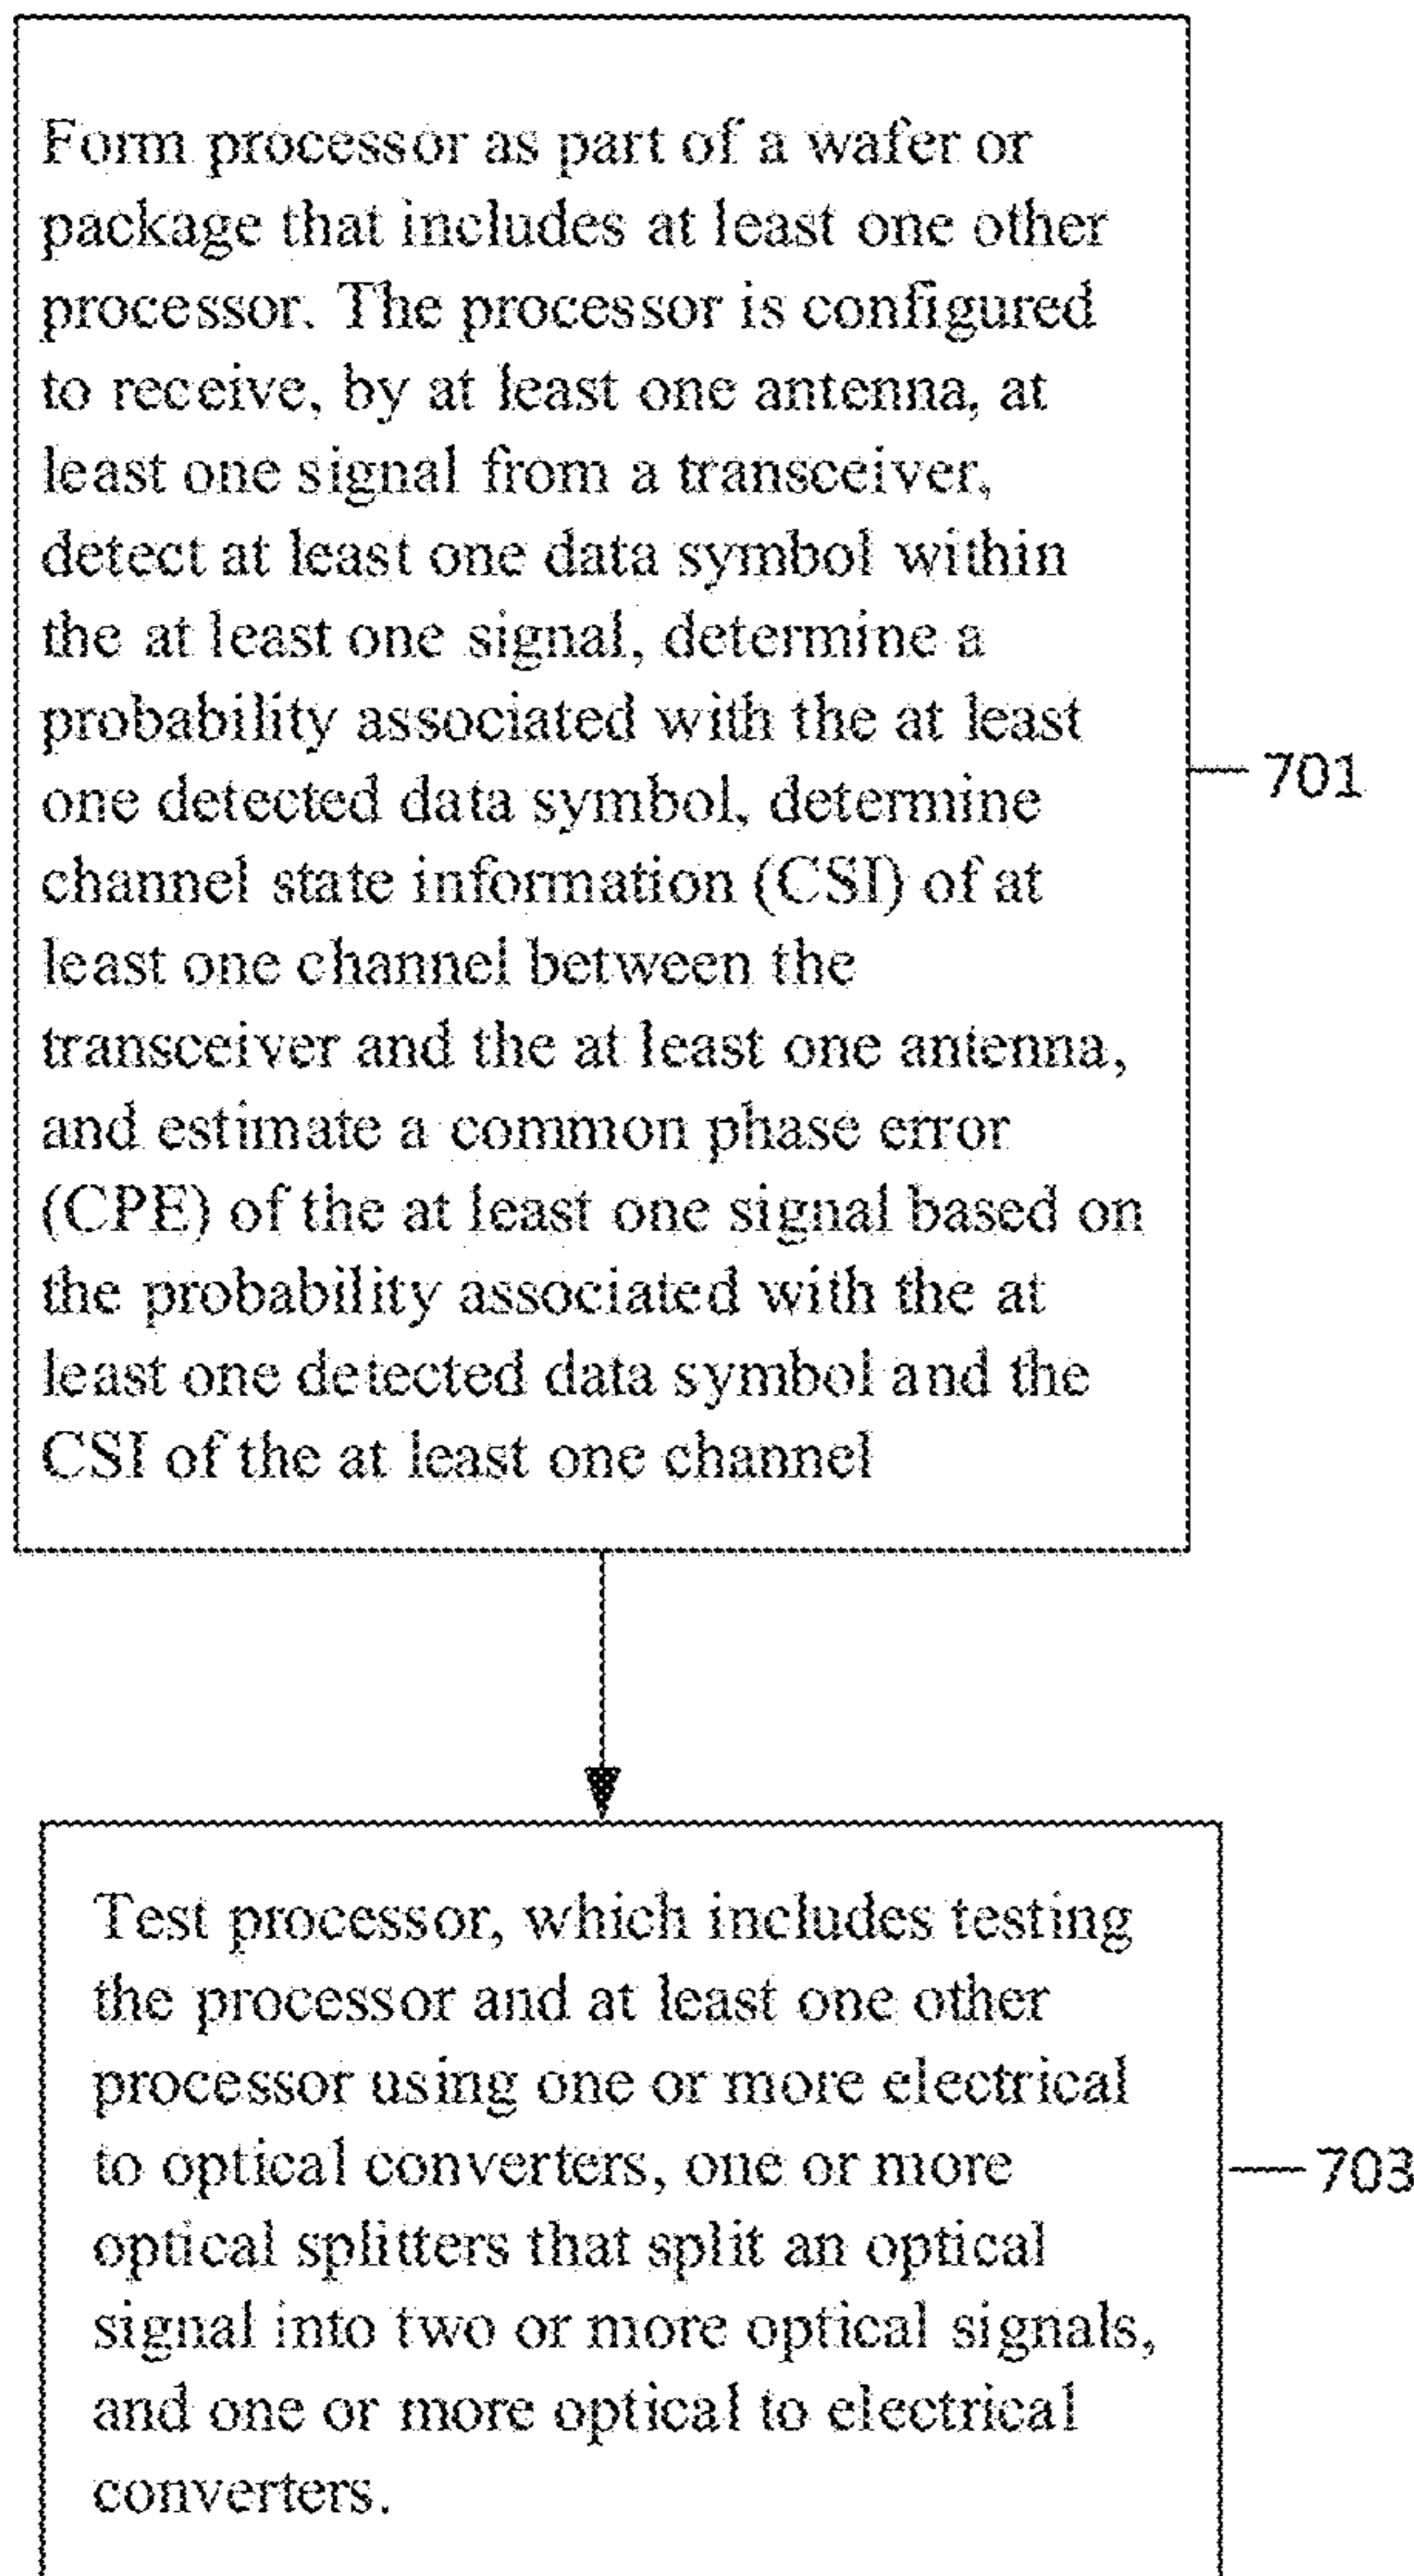 Form processor as part of a wafer or
package that includes at least one other
processor. The processor is configured
to receive, by at least one antenna, at
least one signal from a transceiver,
detect at least one data symbol within
the at least one signal, determine a
probability associated with the at least
one detected data symbol, determine
channel state information (CSI) of at
least one channel between the
transceiver and the at least one antenna,
and estimate a common phase error
(CPE) of the at least one signal based on
the probability associated with the at
least one detected data symbol and the
CSI of the at least one channel
701
Test processor, which includes testing
the processor and at least one other
processor using one or more electrical
to optical converters, one or more
optical splitters that split an optical
signal into two or more optical signals,
and one or more optical to electrical
converters.
703